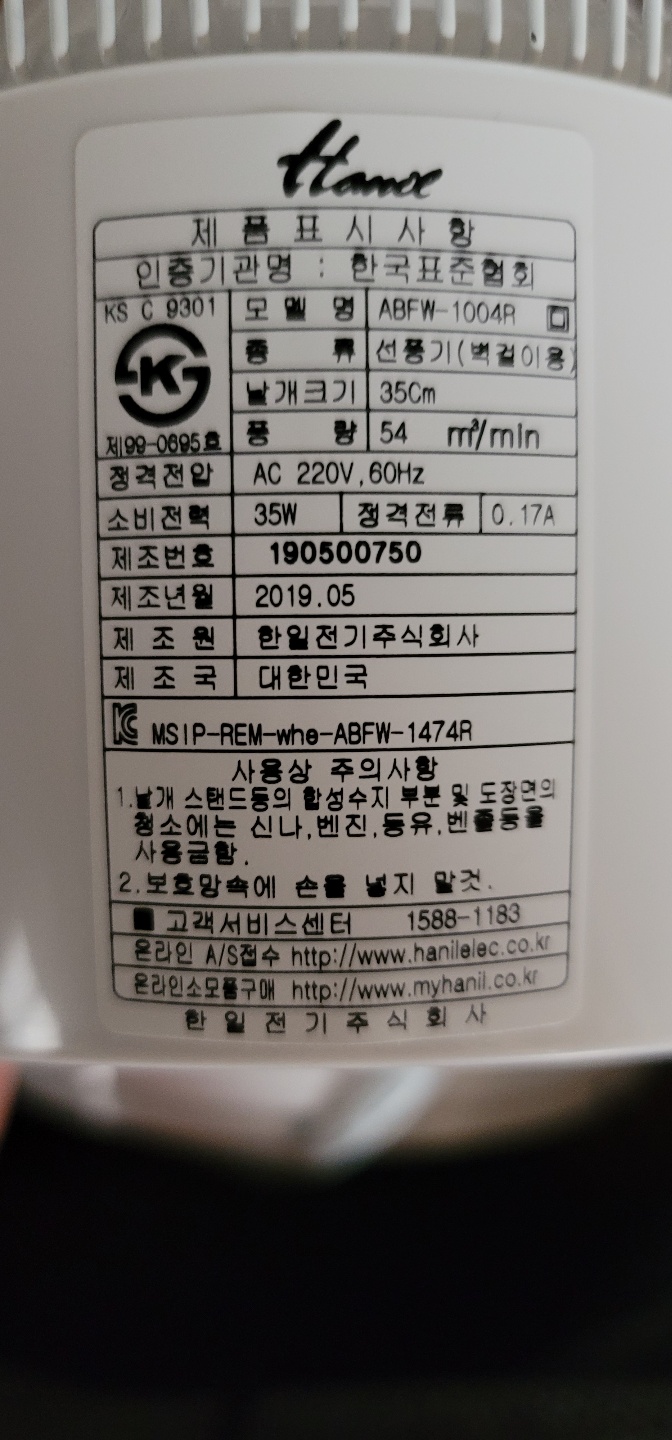 Hanil
제품표시사항
인증기관명 : 한국표준협회
KS C 9301
K
제99-0695호
모델명 ABFW-1004R
종류 선풍기(벽걸이용)
날개크기 35Cm
풍량 54 m³/min
정격전압 AC 220V,60Hz
소비전력 35W 정격전류 0.17A
제조번호 190500750
제조년월 2019.05
제조원 한일전기주식회사
제조국 대한민국
KC MSIP-REM-whe-ABFW-1474R
사용상 주의사항
1.날개 스탠드등의 합성수지 부분 및 도장면의
청소에는 신나,벤진,등유,벤졸등을
사용금함.
2.보호망속에 손을 넣지 말것.
■ 고객서비스센터 1588-1183
온라인 A/S접수 http://www.hanilelec.co.kr
온라인소모품구매 http://www.myhanil.co.kr
한일전기주식회사